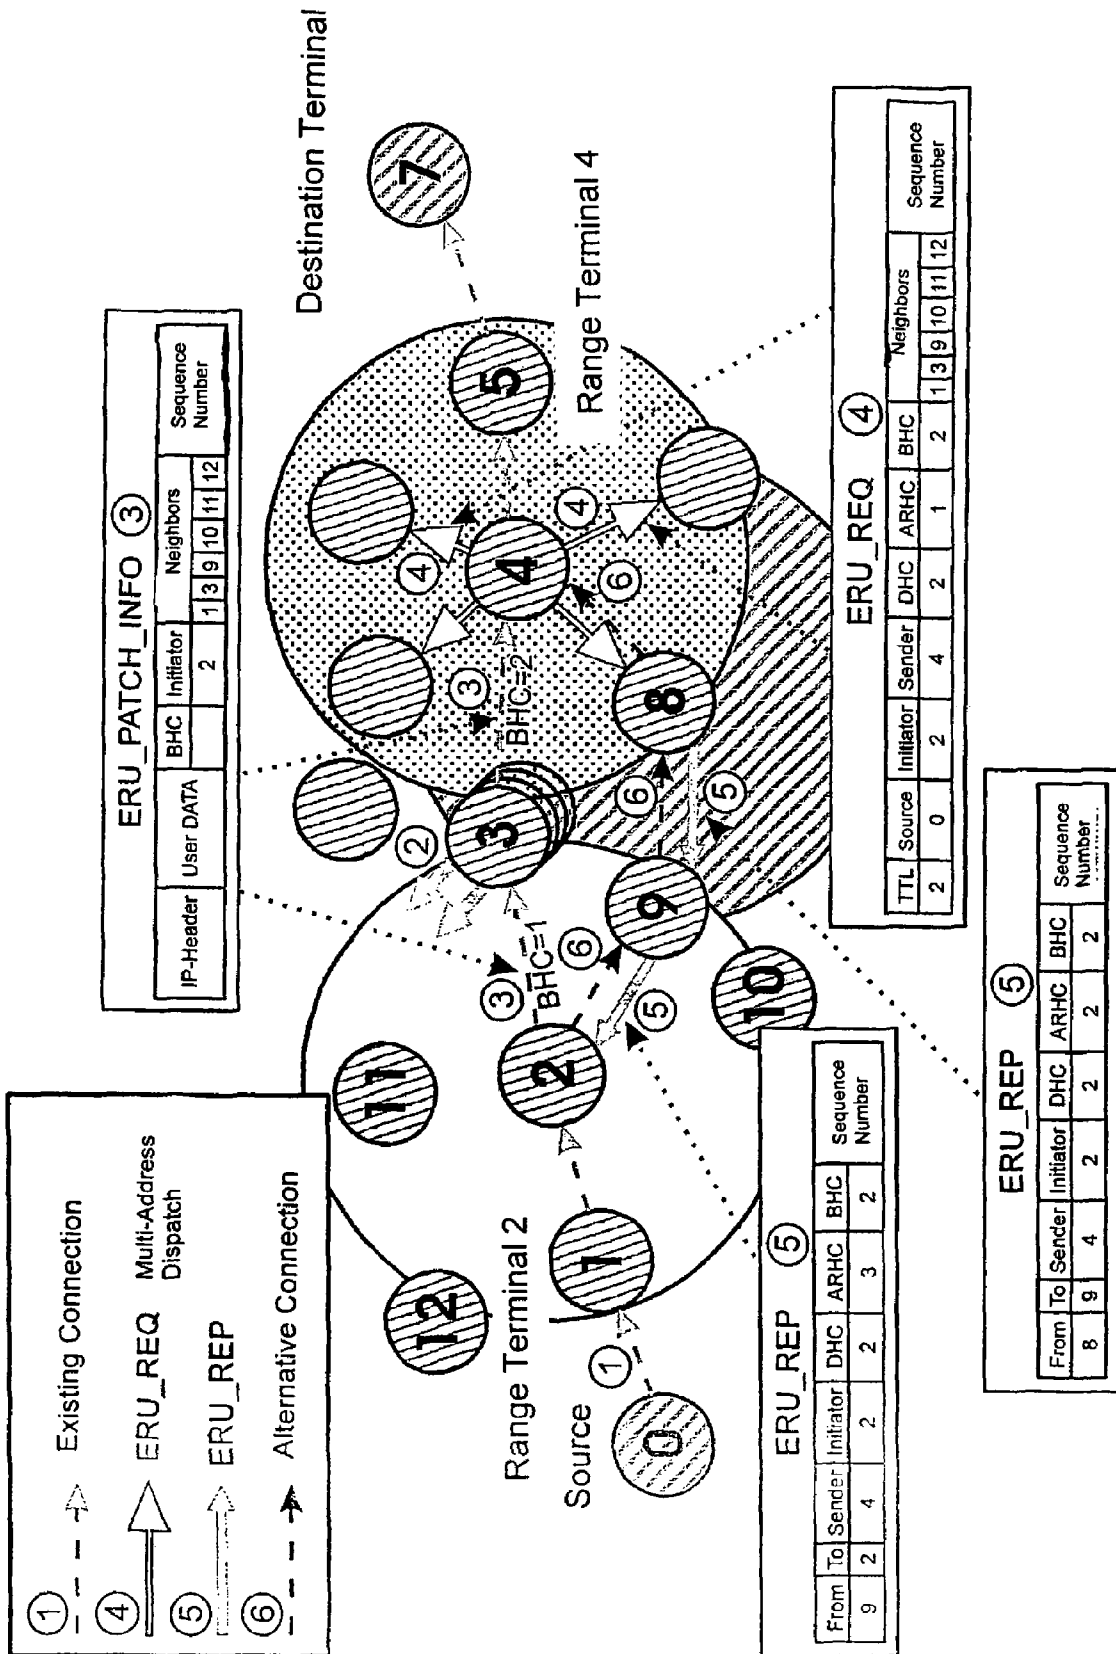 ① Existing Connection
④ ERU_REQ Multi-Address
Dispatch
⑤ ERU_REP
⑥ Alternative Connection
ERU_PATCH_INFO ③
IP-Header User DATA BHC Initiator Neighbors Sequence
Number
2 1 3 9 10 11 12
Destination Terminal
7
Range Terminal 4
5
4
④
④
③
BHC=2
⑥
8
②
3
⑥
⑤
9
③
BHC=1
⑥
⑤
10
11
2
Range Terminal 2
12
1
①
Source
0
ERU_REQ ④
TTL Source Initiator Sender DHC ARHC BHC Neighbors Sequence
Number
2 0 2 4 2 1 2 1 3 9 10 11 12
ERU_REP ⑤
From To Sender Initiator DHC ARHC BHC Sequence
Number
9 2 4 2 2 3 2
ERU_REP ⑤
From To Sender Initiator DHC ARHC BHC Sequence
Number
8 9 4 2 2 2 2